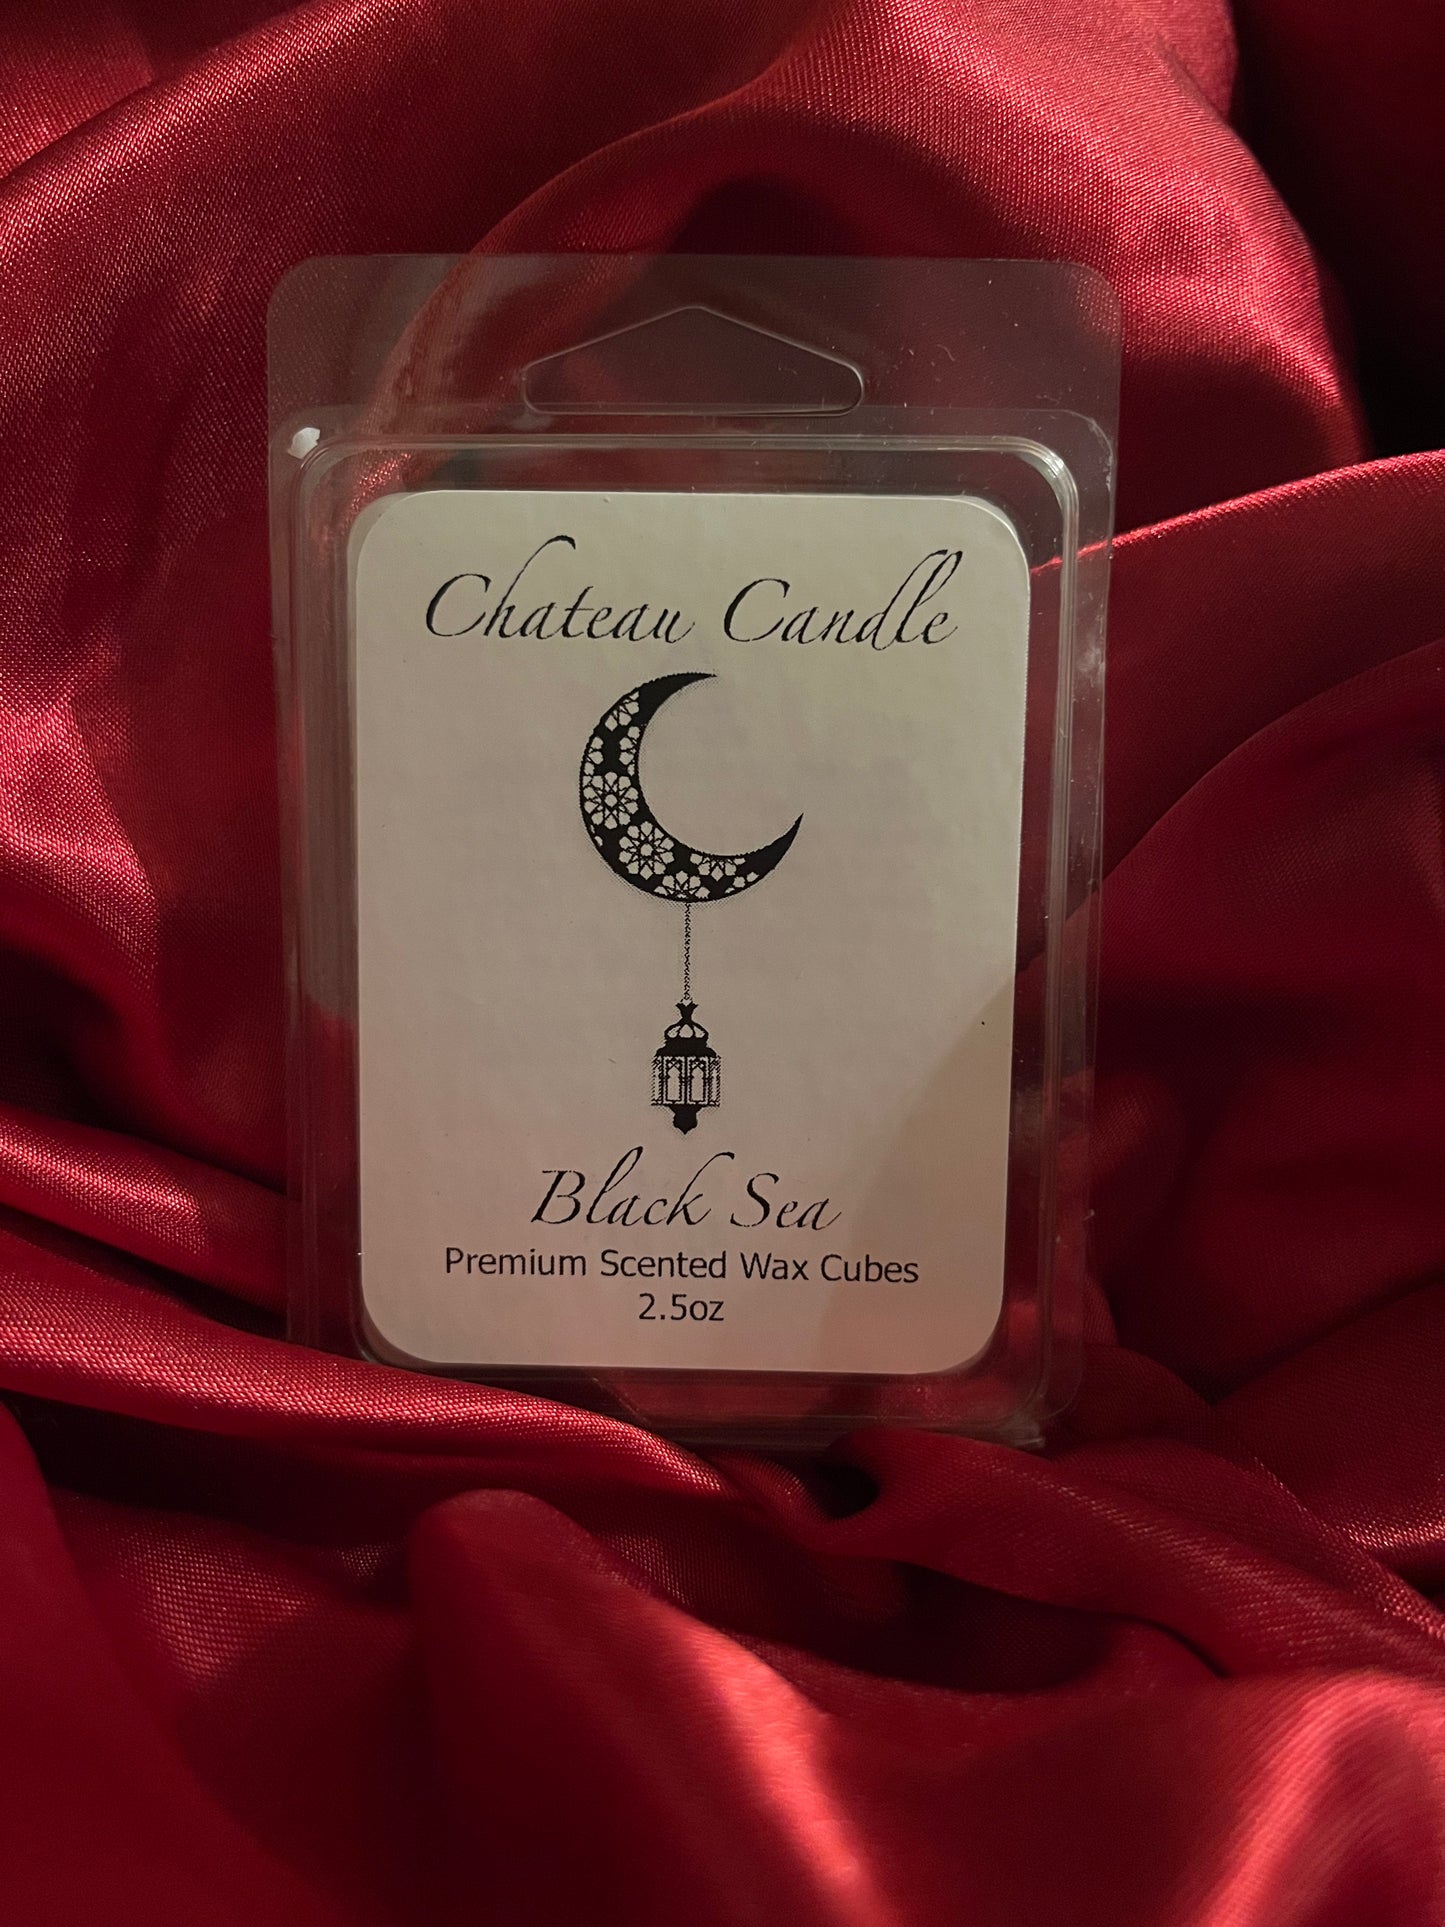 Chateau Candle
Black Sea
Premium Scented Wax Cubes
2.5oz